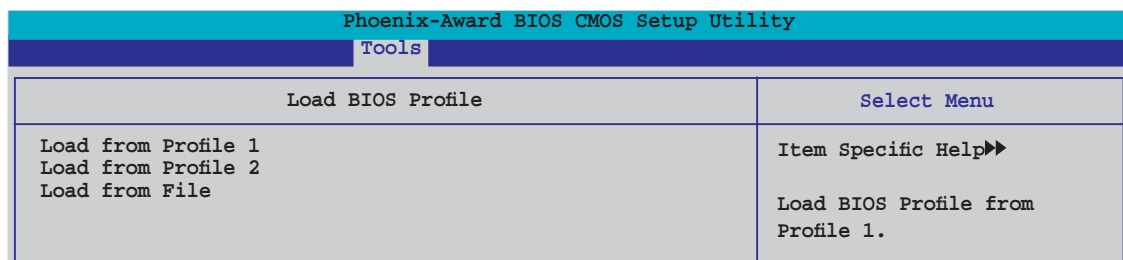 Phoenix-Award BIOS CMOS Setup Utility
Tools
Load BIOS Profile
Select Menu
Load from Profile 1
Load from Profile 2
Load from File
Item Specific Help▶▶
Load BIOS Profile from
Profile 1.